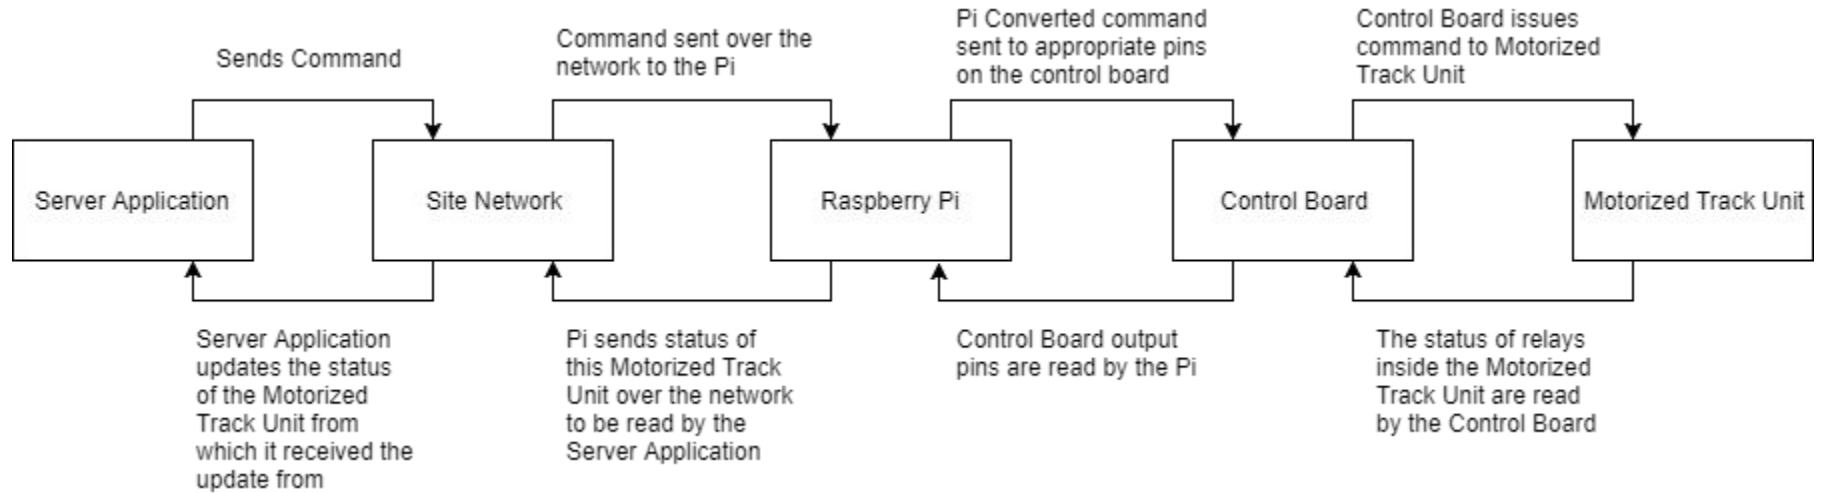 Sends Command
Command sent over the
network to the Pi
Pi Converted command
sent to appropriate pins
on the control board
Control Board issues
command to Motorized
Track Unit
Server Application
Site Network
Raspberry Pi
Control Board
Motorized Track Unit
Server Application
updates the status
of the Motorized
Track Unit from
which it received the
update from
Pi sends status of
this Motorized Track
Unit over the network
to be read by the
Server Application
Control Board output
pins are read by the Pi
The status of relays
inside the Motorized
Track Unit are read
by the Control Board